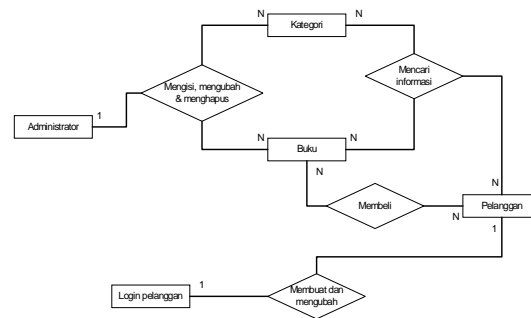 N
Kategori
N
Mencari
informasi
Mengisi, mengubah
& menghapus
1
Administrator
N
Buku
N
N
N
Membeli
N
Pelanggan
1
Login pelanggan
1
Membuat dan
mengubah